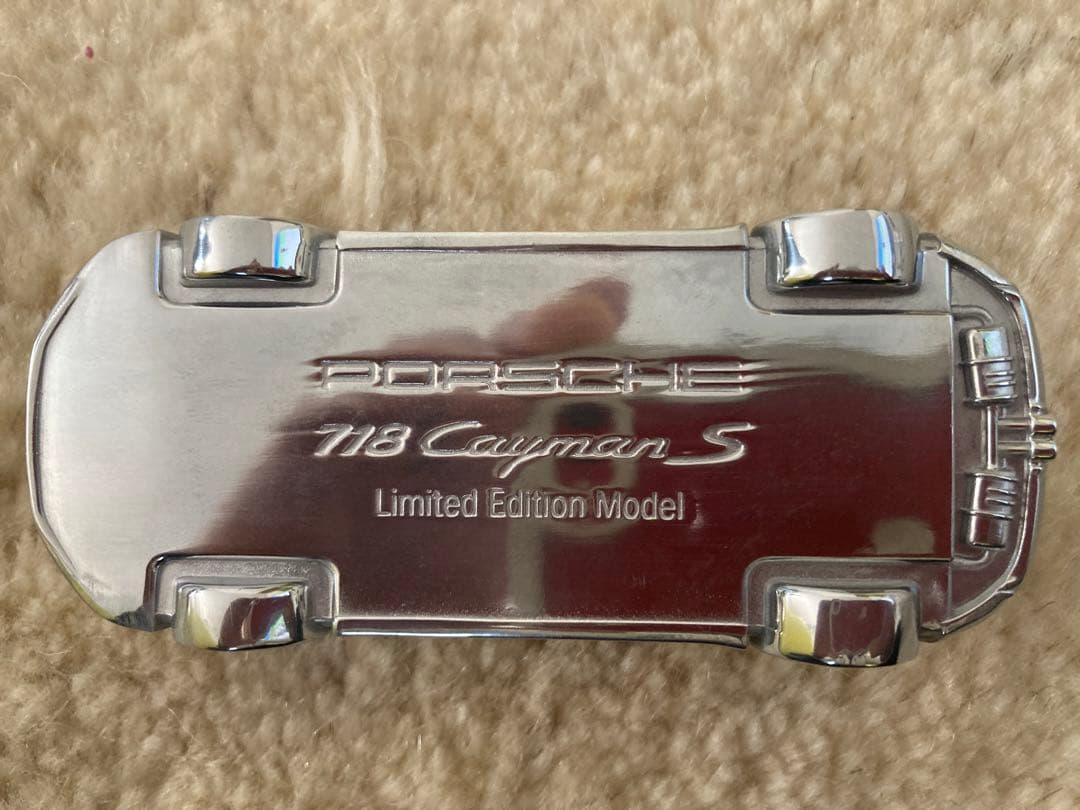 PORSCHE
718 Cayman S
Limited Edition Model